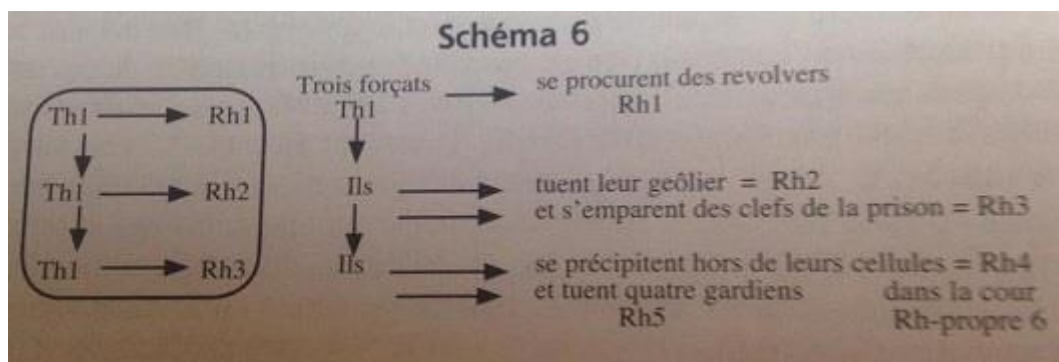 Schéma 6
Trois forçats se procurent des revolvers
Th1 Rh1 Th1 Rh1
Th1 Rh2 Ils tuent leur geôlier = Rh2
et s'emparent des clefs de la prison = Rh3
Th1 Rh3 Ils se précipitent hors de leurs cellules = Rh4
et tuent quatre gardiens dans la cour
Rh5 Rh-propre 6